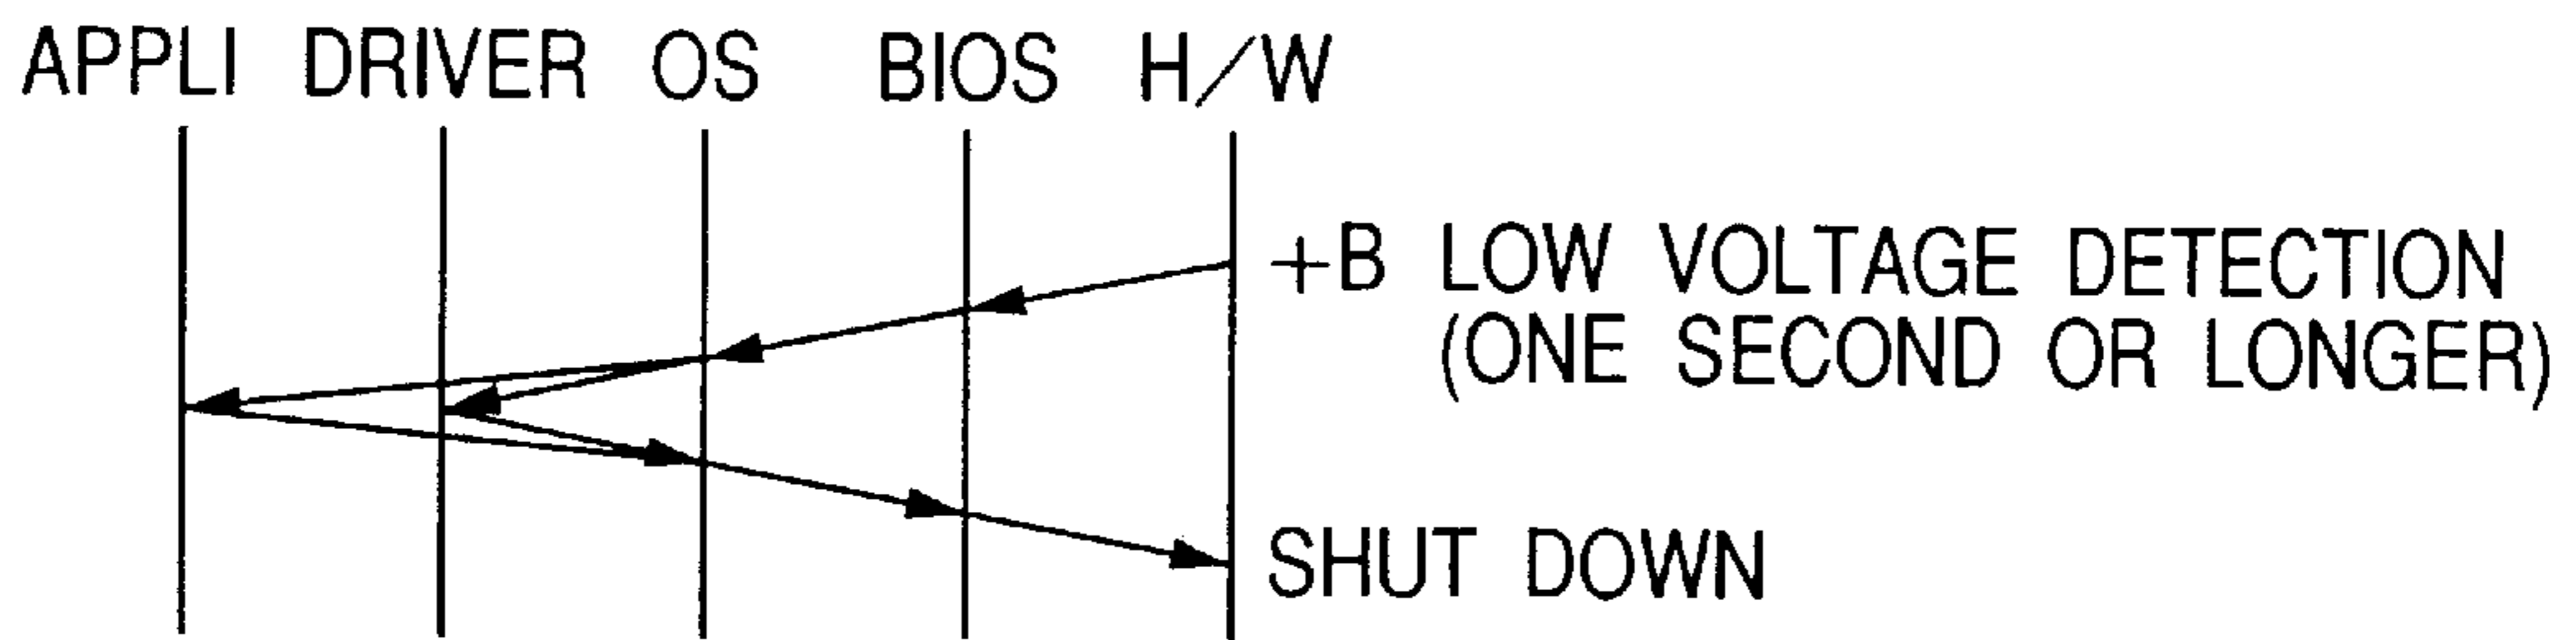 APPLI DRIVER OS BIOS H/W
+B LOW VOLTAGE DETECTION
(ONE SECOND OR LONGER)
SHUT DOWN